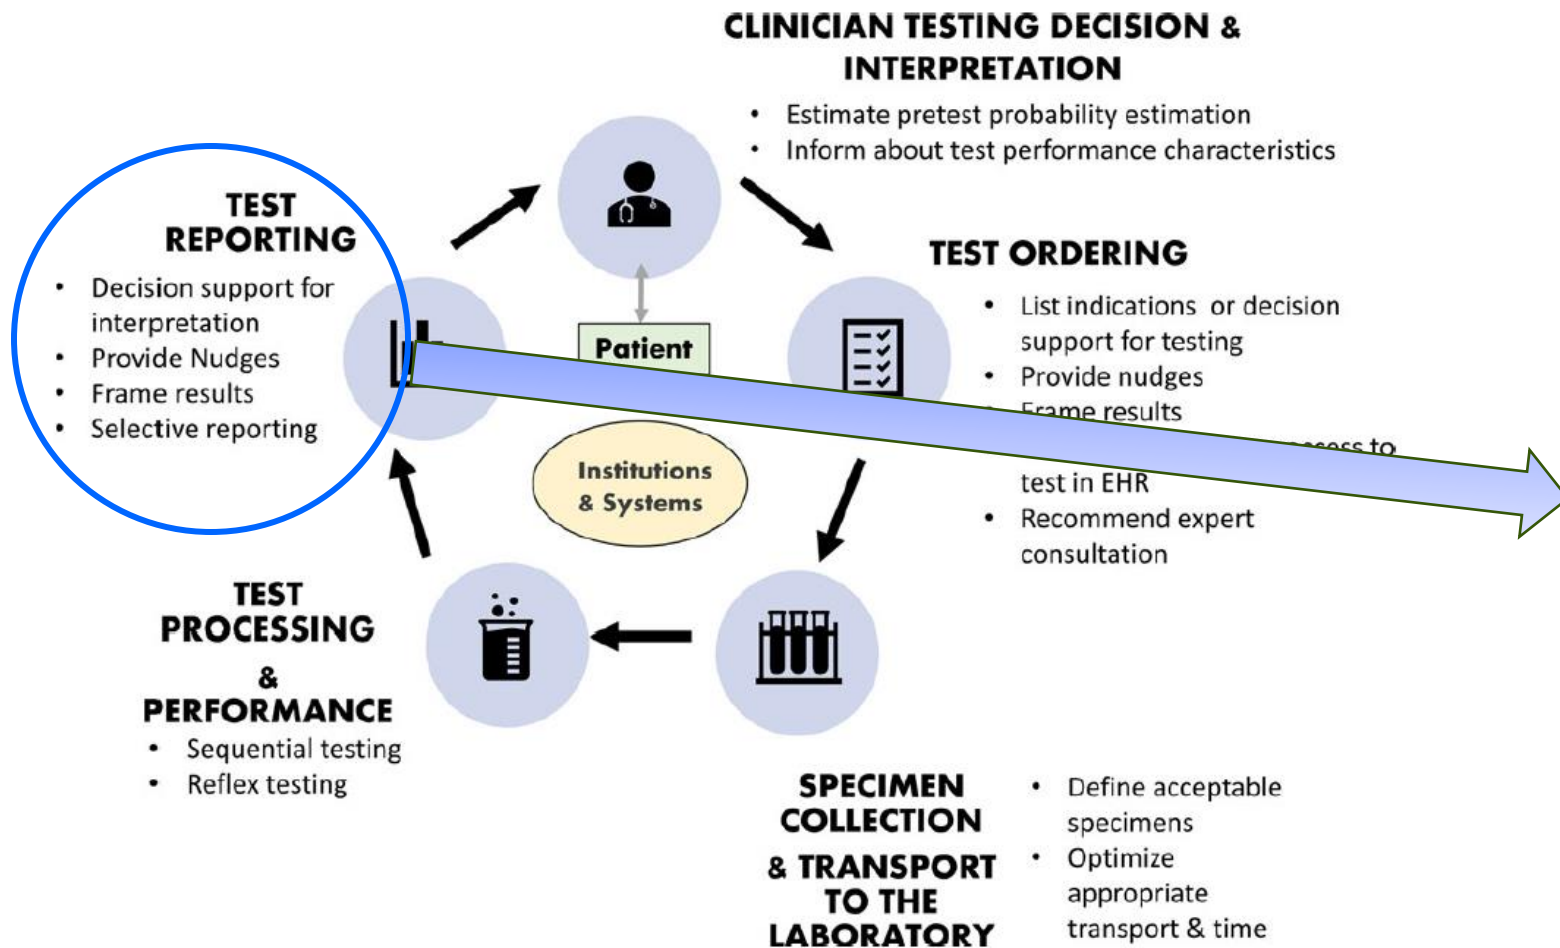 CLINICIAN TESTING DECISION &
INTERPRETATION
• Estimate pretest probability estimation
• Inform about test performance characteristics
TEST
REPORTING
• Decision support for
interpretation
• Provide Nudges
• Frame results
• Selective reporting
Patient
TEST ORDERING
• List indications or decision
support for testing
• Provide nudges
• Frame results
to
test in EHR
• Recommend expert
consultation
Institutions
& Systems
TEST
PROCESSING
&
PERFORMANCE
• Sequential testing
• Reflex testing
SPECIMEN
COLLECTION
& TRANSPORT
TO THE
LABORATORY
• Define acceptable
specimens
• Optimize
appropriate
transport & time